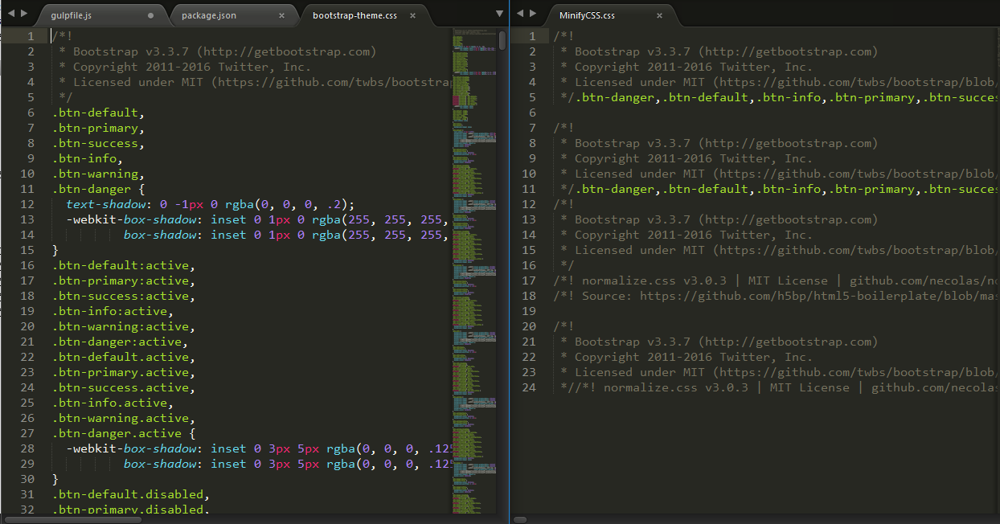 gulpfile.js
package.json
bootstrap-theme.css
1 /*!
2 * Bootstrap v3.3.7 (http://getbootstrap.com)
3 * Copyright 2011-2016 Twitter, Inc.
4 * Licensed under MIT (https://github.com/twbs/bootstrap
5 */
6 .btn-default,
7 .btn-primary,
8 .btn-success,
9 .btn-info,
10 .btn-warning,
11 .btn-danger {
12 text-shadow: 0 -1px 0 rgba(0, 0, 0, .2);
13 -webkit-box-shadow: inset 0 1px 0 rgba(255, 255, 255,
14 box-shadow: inset 0 1px 0 rgba(255, 255, 255,
15 }
16 .btn-default:active,
17 .btn-primary:active,
18 .btn-success:active,
19 .btn-info:active,
20 .btn-warning:active,
21 .btn-danger:active,
22 .btn-default.active,
23 .btn-primary.active,
24 .btn-success.active,
25 .btn-info.active,
26 .btn-warning.active,
27 .btn-danger.active {
28 -webkit-box-shadow: inset 0 3px 5px rgba(0, 0, 0, .125
29 box-shadow: inset 0 3px 5px rgba(0, 0, 0, .125
30 }
31 .btn-default.disabled,
32 .btn-primary.disabled,
MinifyCSS.css
1 /*!
2 * Bootstrap v3.3.7 (http://getbootstrap.com)
3 * Copyright 2011-2016 Twitter, Inc.
4 * Licensed under MIT (https://github.com/twbs/bootstrap/blob/
5 */.btn-danger,.btn-default,.btn-info,.btn-primary,.btn-succe
6
7 /*!
8 * Bootstrap v3.3.7 (http://getbootstrap.com)
9 * Copyright 2011-2016 Twitter, Inc.
10 * Licensed under MIT (https://github.com/twbs/bootstrap/blob/
11 */.btn-danger,.btn-default,.btn-info,.btn-primary,.btn-succe
12 /*!
13 * Bootstrap v3.3.7 (http://getbootstrap.com)
14 * Copyright 2011-2016 Twitter, Inc.
15 * Licensed under MIT (https://github.com/twbs/bootstrap/blob/
16 */
17 /*! normalize.css v3.0.3 | MIT License | github.com/necolas/no
18 /*! Source: https://github.com/h5bp/html5-boilerplate/blob/mas
19
20 /*!
21 * Bootstrap v3.3.7 (http://getbootstrap.com)
22 * Copyright 2011-2016 Twitter, Inc.
23 * Licensed under MIT (https://github.com/twbs/bootstrap/blob/
24 *//*! normalize.css v3.0.3 | MIT License | github.com/necolas